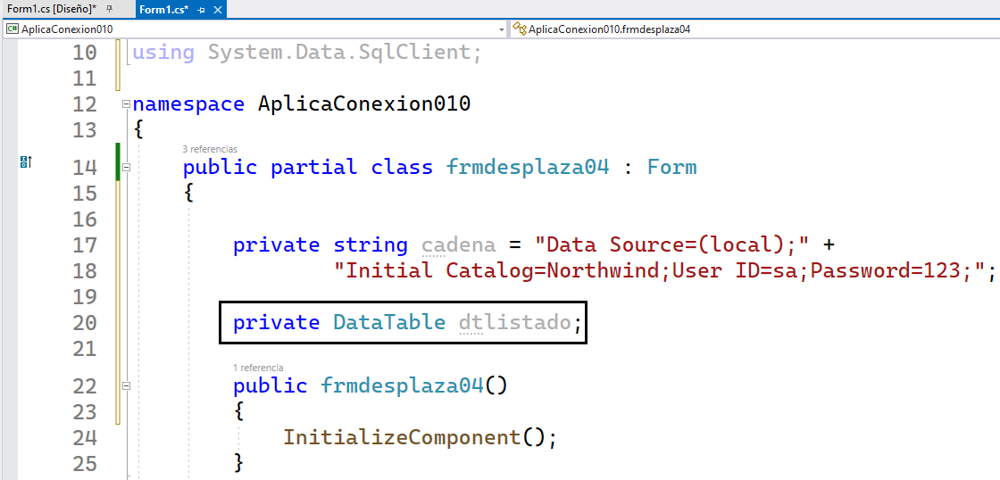 Form1.cs [Diseño]*
Form1.cs*
AplicaConexion010
AplicaConexion010.frmdesplaza04
10 using System.Data.SqlClient;
11
12 namespace AplicaConexion010
13 {
3 referencias
14 public partial class frmdesplaza04 : Form
15 {
16
17 private string cadena = "Data Source=(local);" +
18 "Initial Catalog=Northwind;User ID=sa;Password=123;";
19
20 private DataTable dtlistado;
21
1 referencia
22 public frmdesplaza04()
23 {
24 InitializeComponent();
25 }